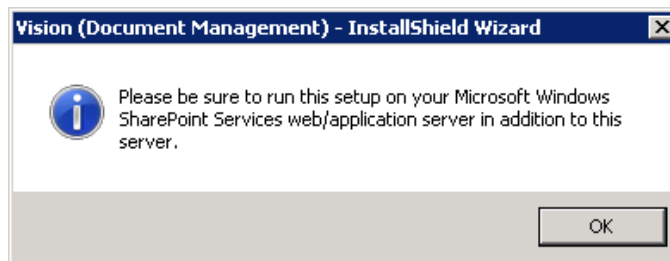 Vision (Document Management) - InstallShield Wizard
Please be sure to run this setup on your Microsoft Windows
SharePoint Services web/application server in addition to this
server.
OK